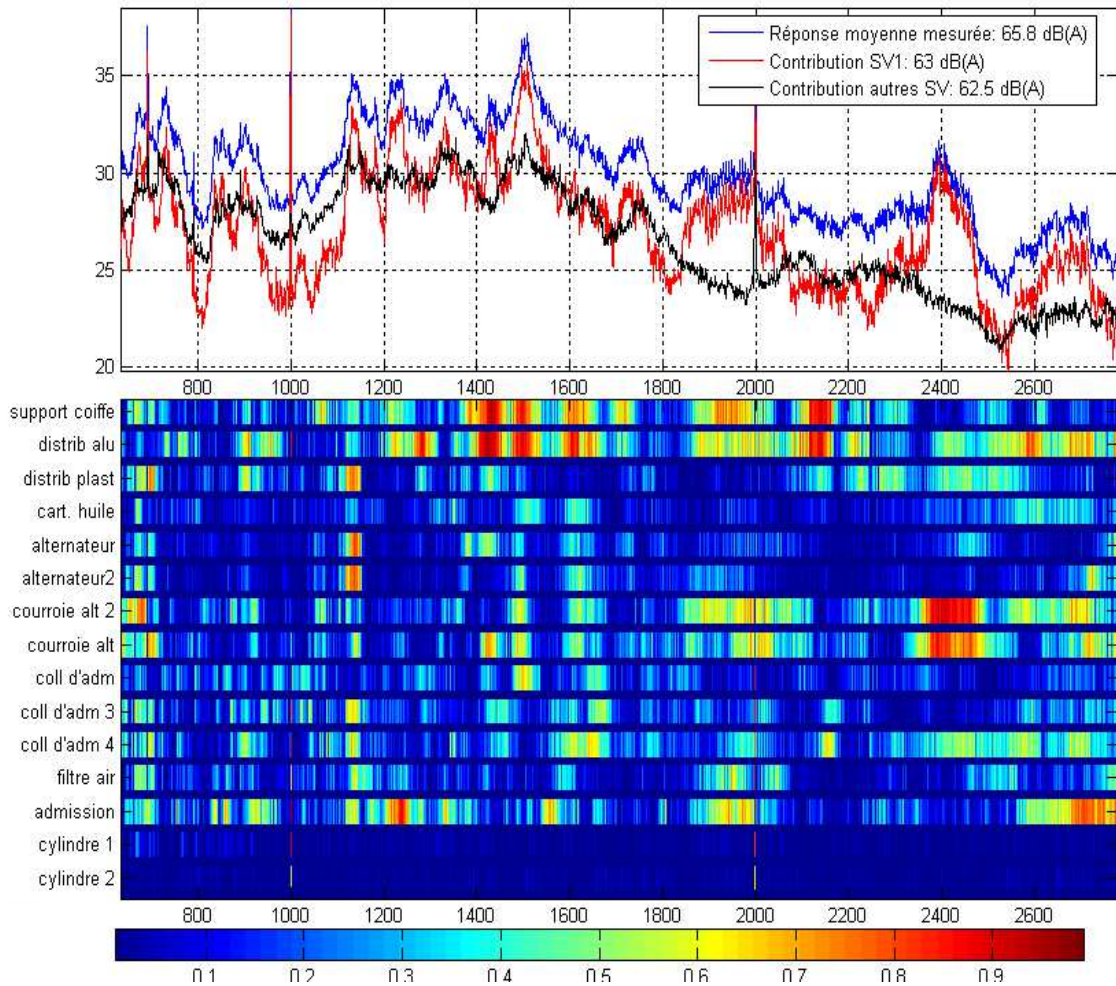 Réponse moyenne mesurée: 65.8 dB(A)
Contribution SV1: 63 dB(A)
Contribution autres SV: 62.5 dB(A)
35
30
25
20
800 1000 1200 1400 1600 1800 2000 2200 2400 2600
support coiffe
distrib alu
distrib plast
cart. huile
alternateur
alternateur2
courroie alt 2
courroie alt
coll d'adm
coll d'adm 3
coll d'adm 4
filtre air
admission
cylindre 1
cylindre 2
800 1000 1200 1400 1600 1800 2000 2200 2400 2600
0.1 0.2 0.3 0.4 0.5 0.6 0.7 0.8 0.9